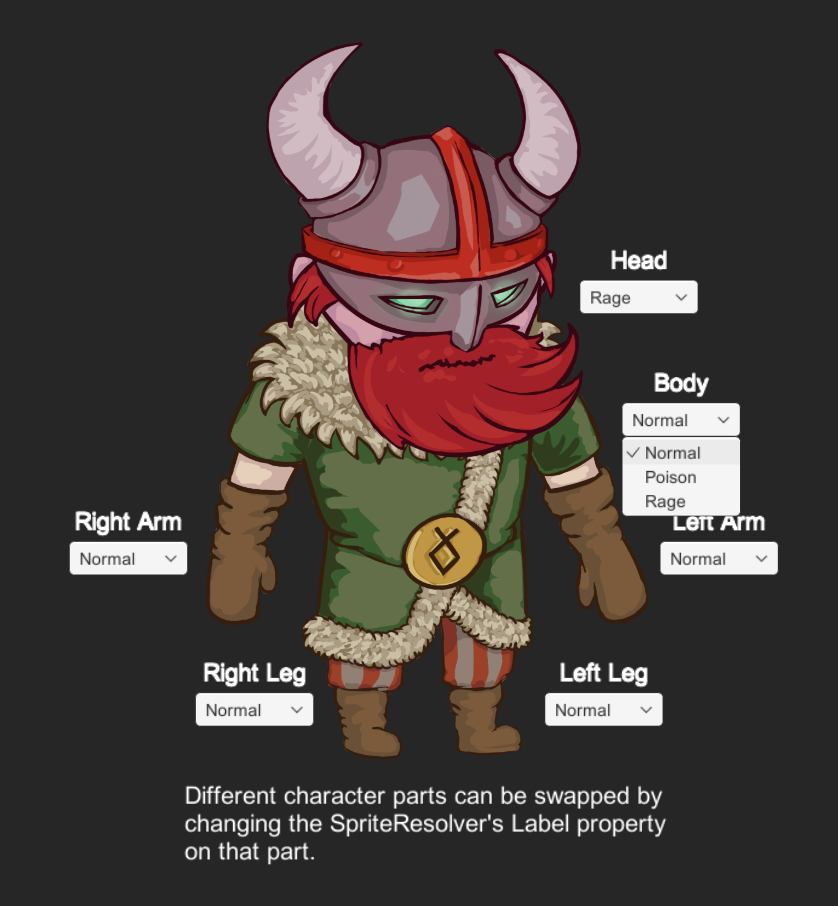 Head
Rage
Body
Normal
Normal
Poison
Rage
Right Arm
Normal
Left Arm
Normal
Right Leg
Normal
Left Leg
Normal
Different character parts can be swapped by
changing the SpriteResolver's Label property
on that part.